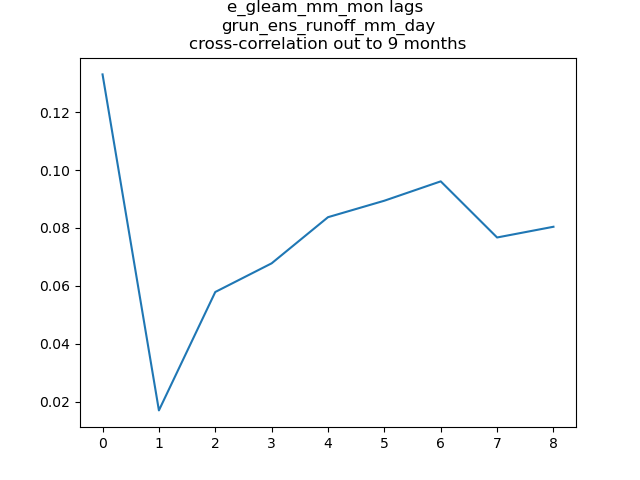 e_gleam_mm_mon lags
grun_ens_runoff_mm_day
cross-correlation out to 9 months
0.12
0.10
0.08
0.06
0.04
0.02
0 1 2 3 4 5 6 7 8